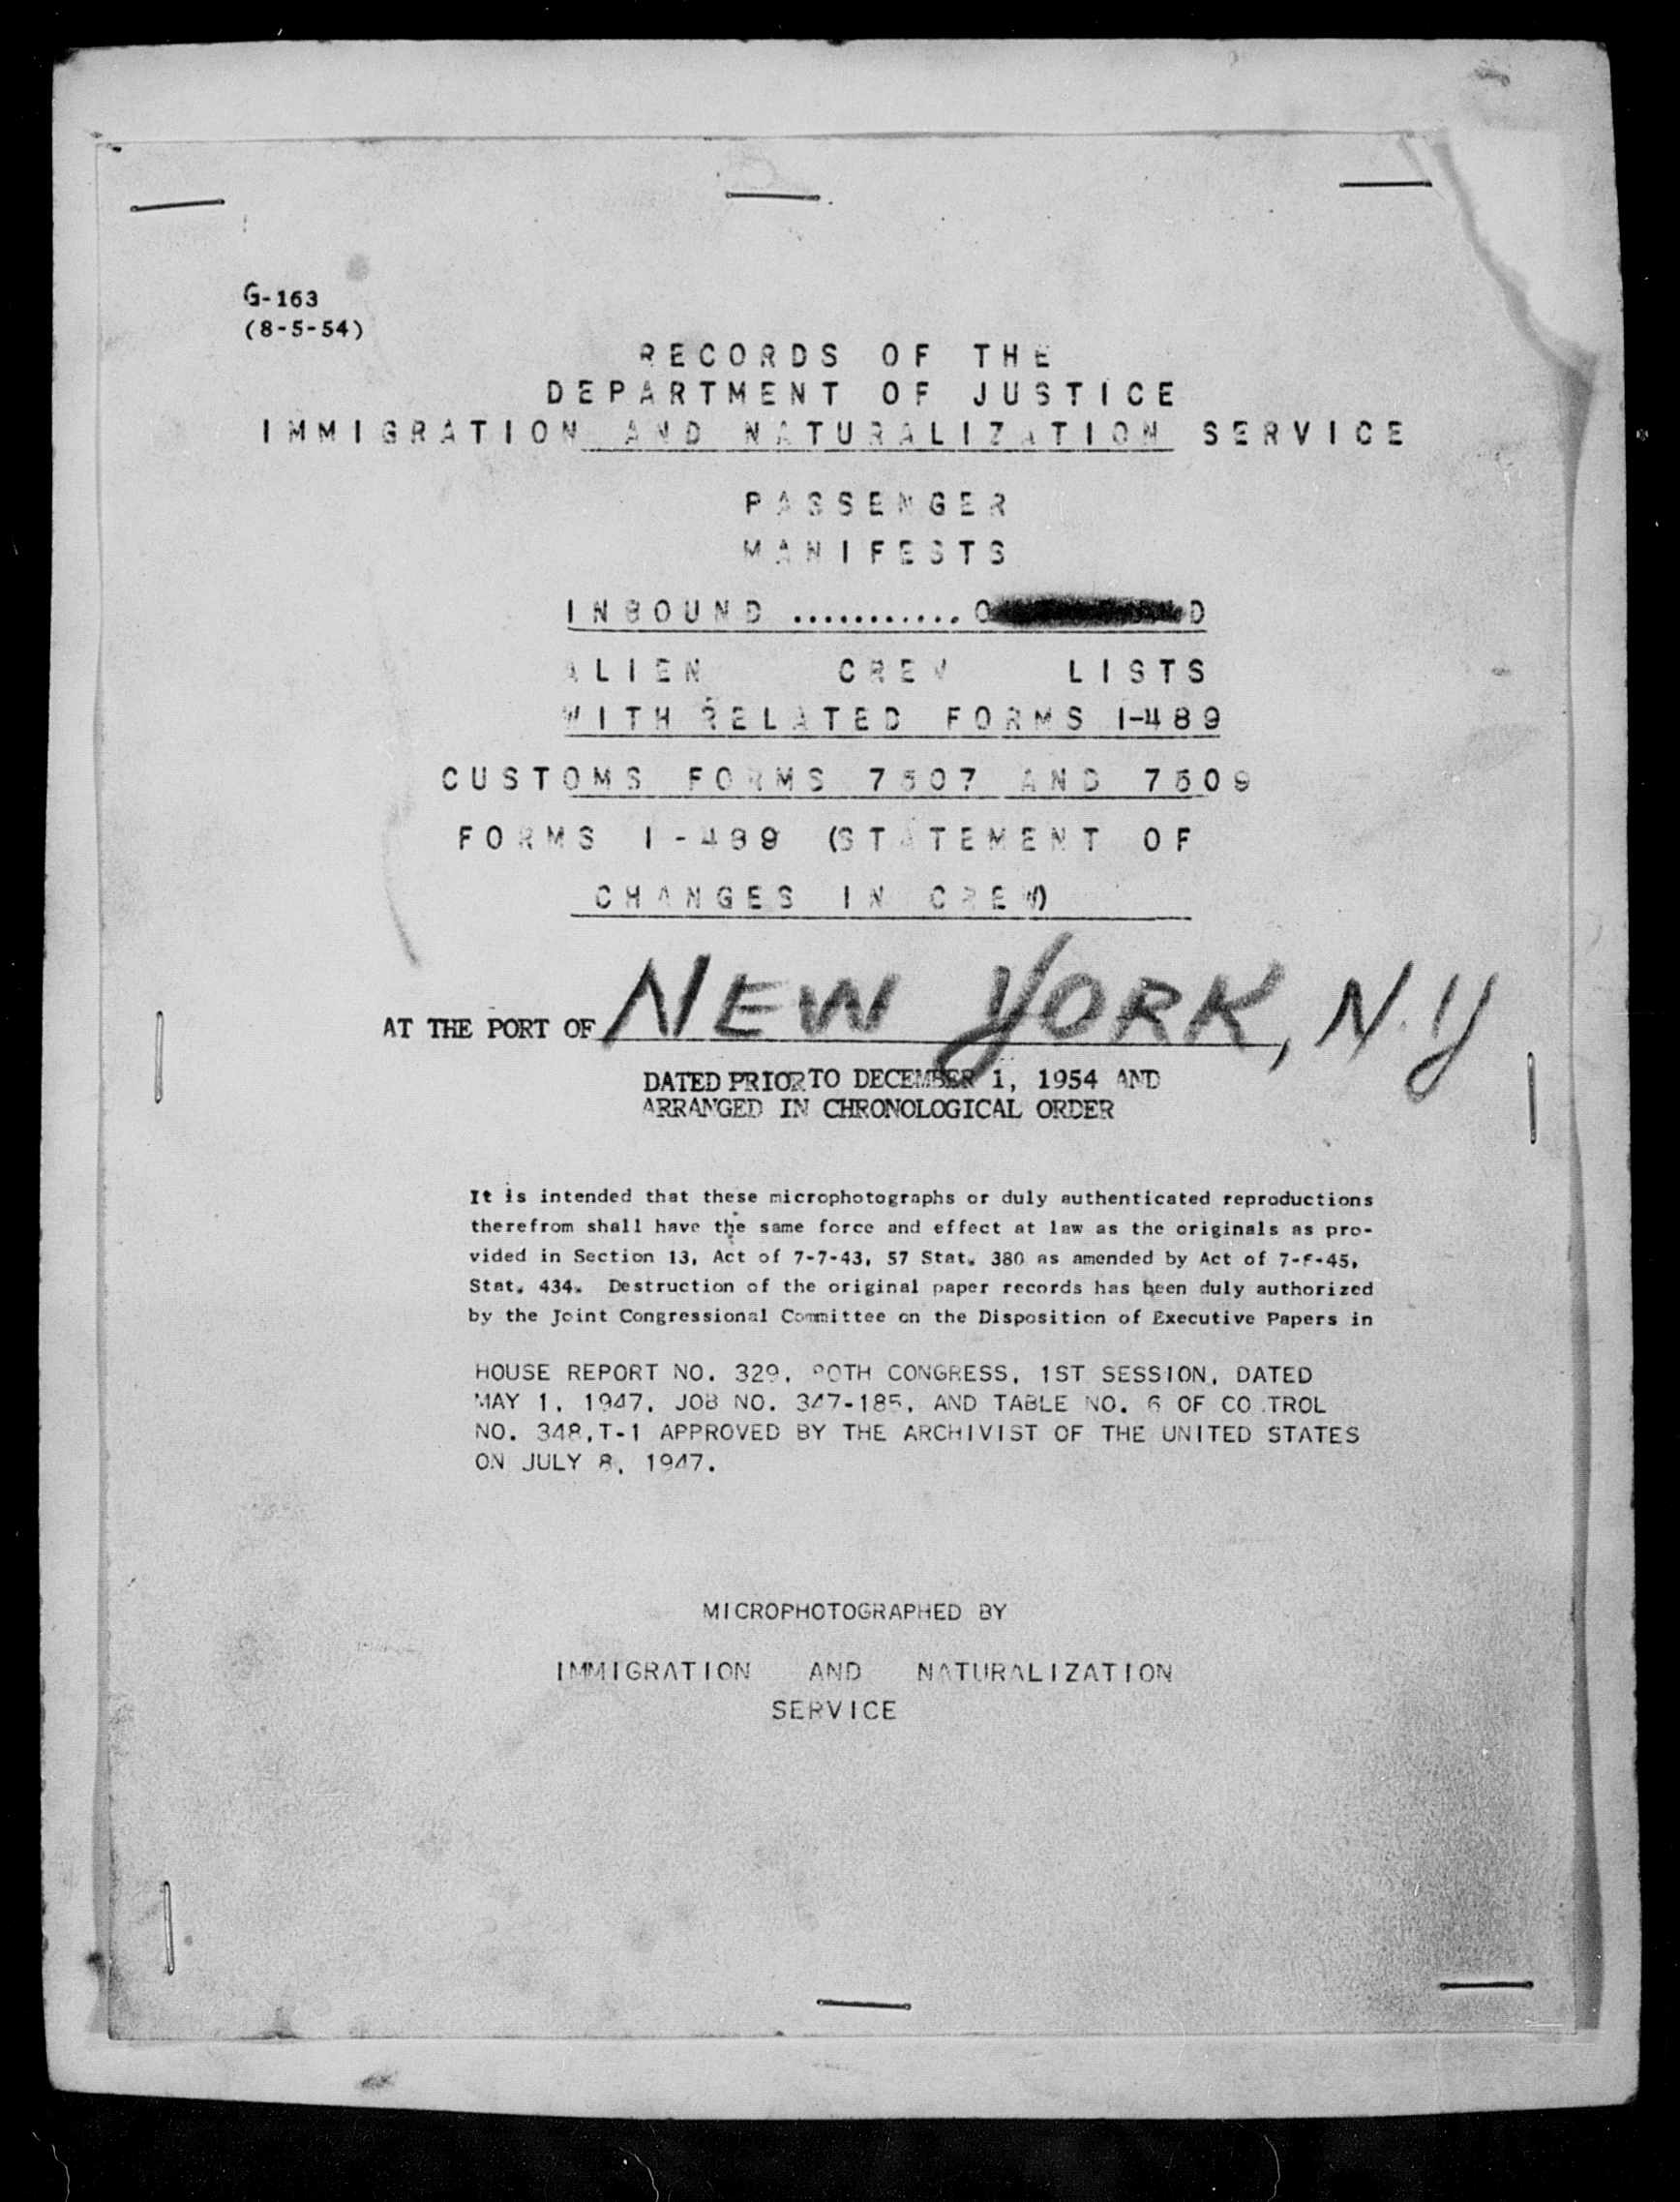 G-163
(8-5-54)
RECORDS OF THE
DEPARTMENT OF JUSTICE
IMMIGRATION AND NATURALIZATION SERVICE
PASSENGER
MANIFESTS
INBOUND ........... O D
ALIEN CREW LISTS
WITH RELATED FORMS I-489
CUSTOMS FORMS 7507 AND 7509
FORMS I-489 (STATEMENT OF
CHANGES IN CREW)
AT THE PORT OF NEW YORK, N.Y
DATED PRIOR TO DECEMBER 1, 1954 AND
ARRANGED IN CHRONOLOGICAL ORDER
It is intended that these microphotographs or duly authenticated reproductions
therefrom shall have the same force and effect at law as the originals as pro-
vided in Section 13, Act of 7-7-43, 57 Stat. 380 as amended by Act of
Stat. 434. Destruction of the original paper records has been duly authorized
by the Joint Congressional Committee on the Disposition of Executive Papers in
HOUSE REPORT NO. 329, 80TH CONGRESS, 1ST SESSION, DATED
MAY 1, 1947, JOB NO. 347-185, AND TABLE NO. 6 OF CO TROL
NO. 348,T-1 APPROVED BY THE ARCHIVIST OF THE UNITED STATES
ON JULY 8, 1947.
MICROPHOTOGRAPHED BY
IMMIGRATION AND NATURALIZATION
SERVICE